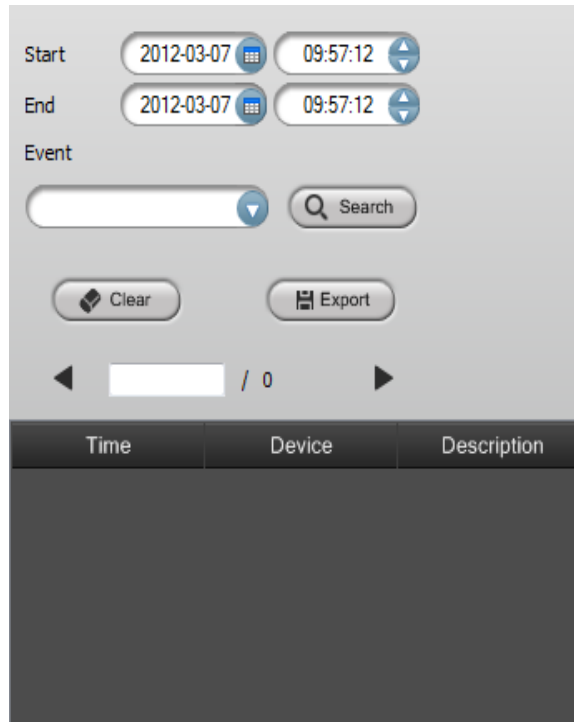 Start 2012-03-07 09:57:12
End 2012-03-07 09:57:12
Event
Search
Clear Export
/ 0
Time Device Description